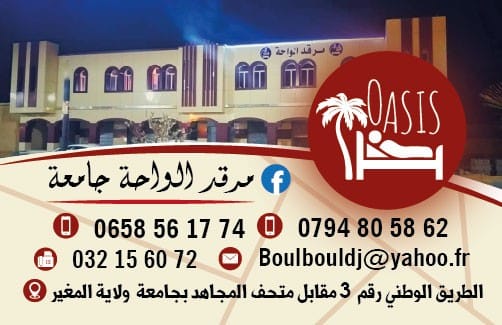 مرقد الواحة
OASIS
مرقد الواحة جامعة
0658 56 17 74 0794 80 58 62
032 15 60 72 Boulbouldj@yahoo.fr
الطريق الوطني رقم 3 مقابل متحف المجاهد بجامعة ولاية المغير